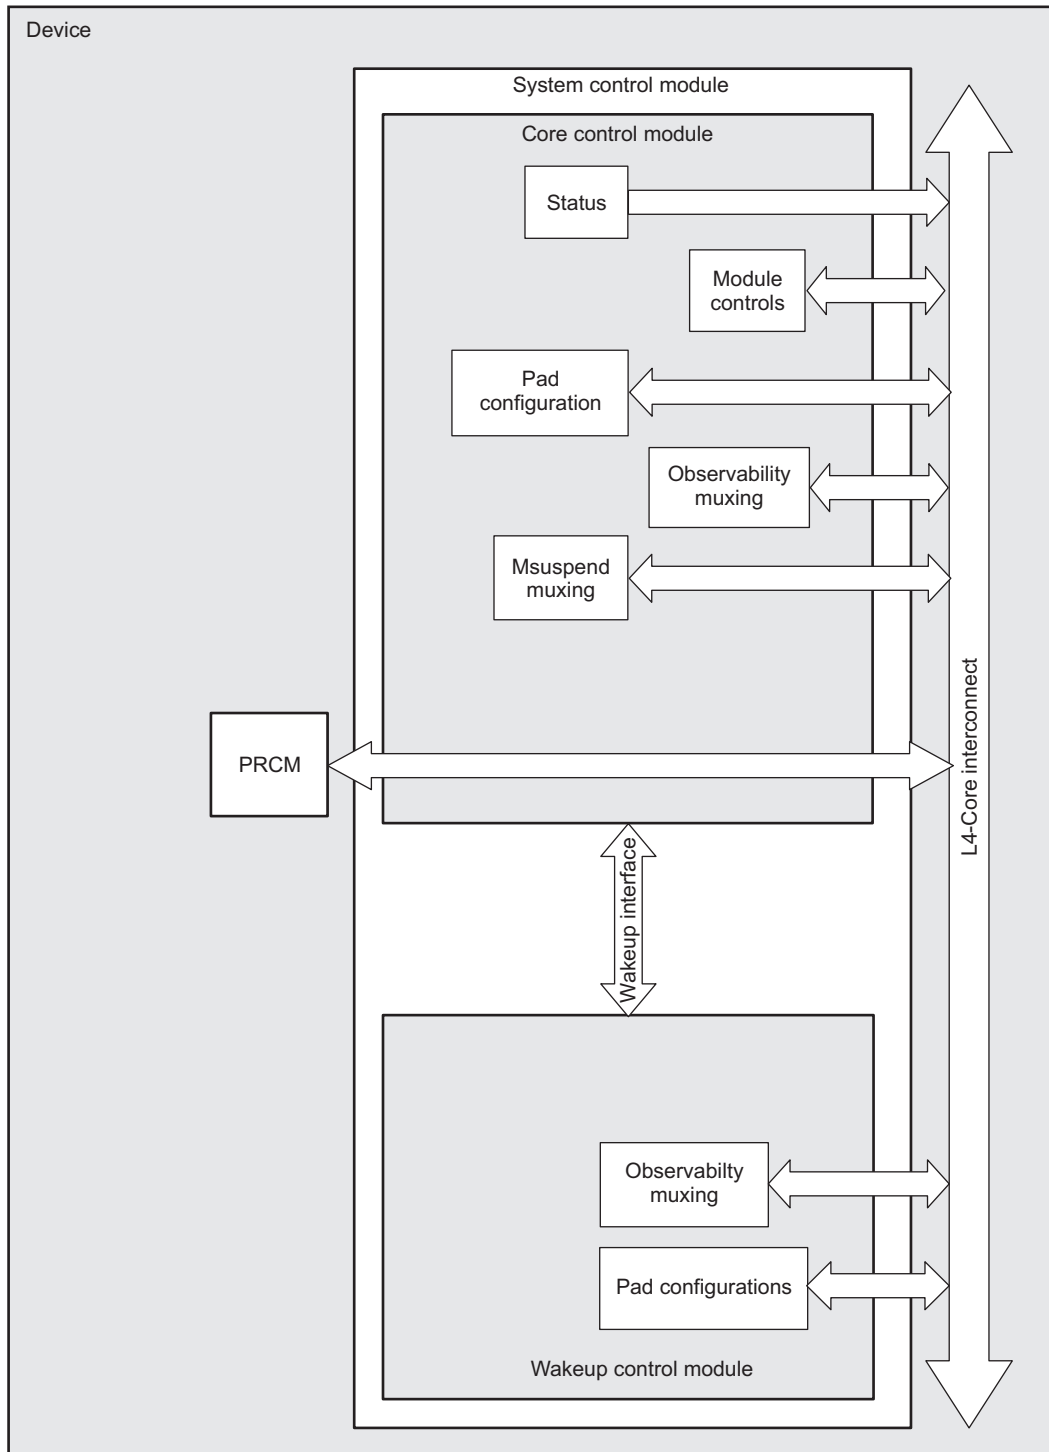 Device
System control module
Core control module
Status
Module
controls
Pad
configuration
Observability
muxing
Msuspend
muxing
PRCM
L4-Core interconnect
Wakeup interface
Observabilty
muxing
Pad configurations
Wakeup control module